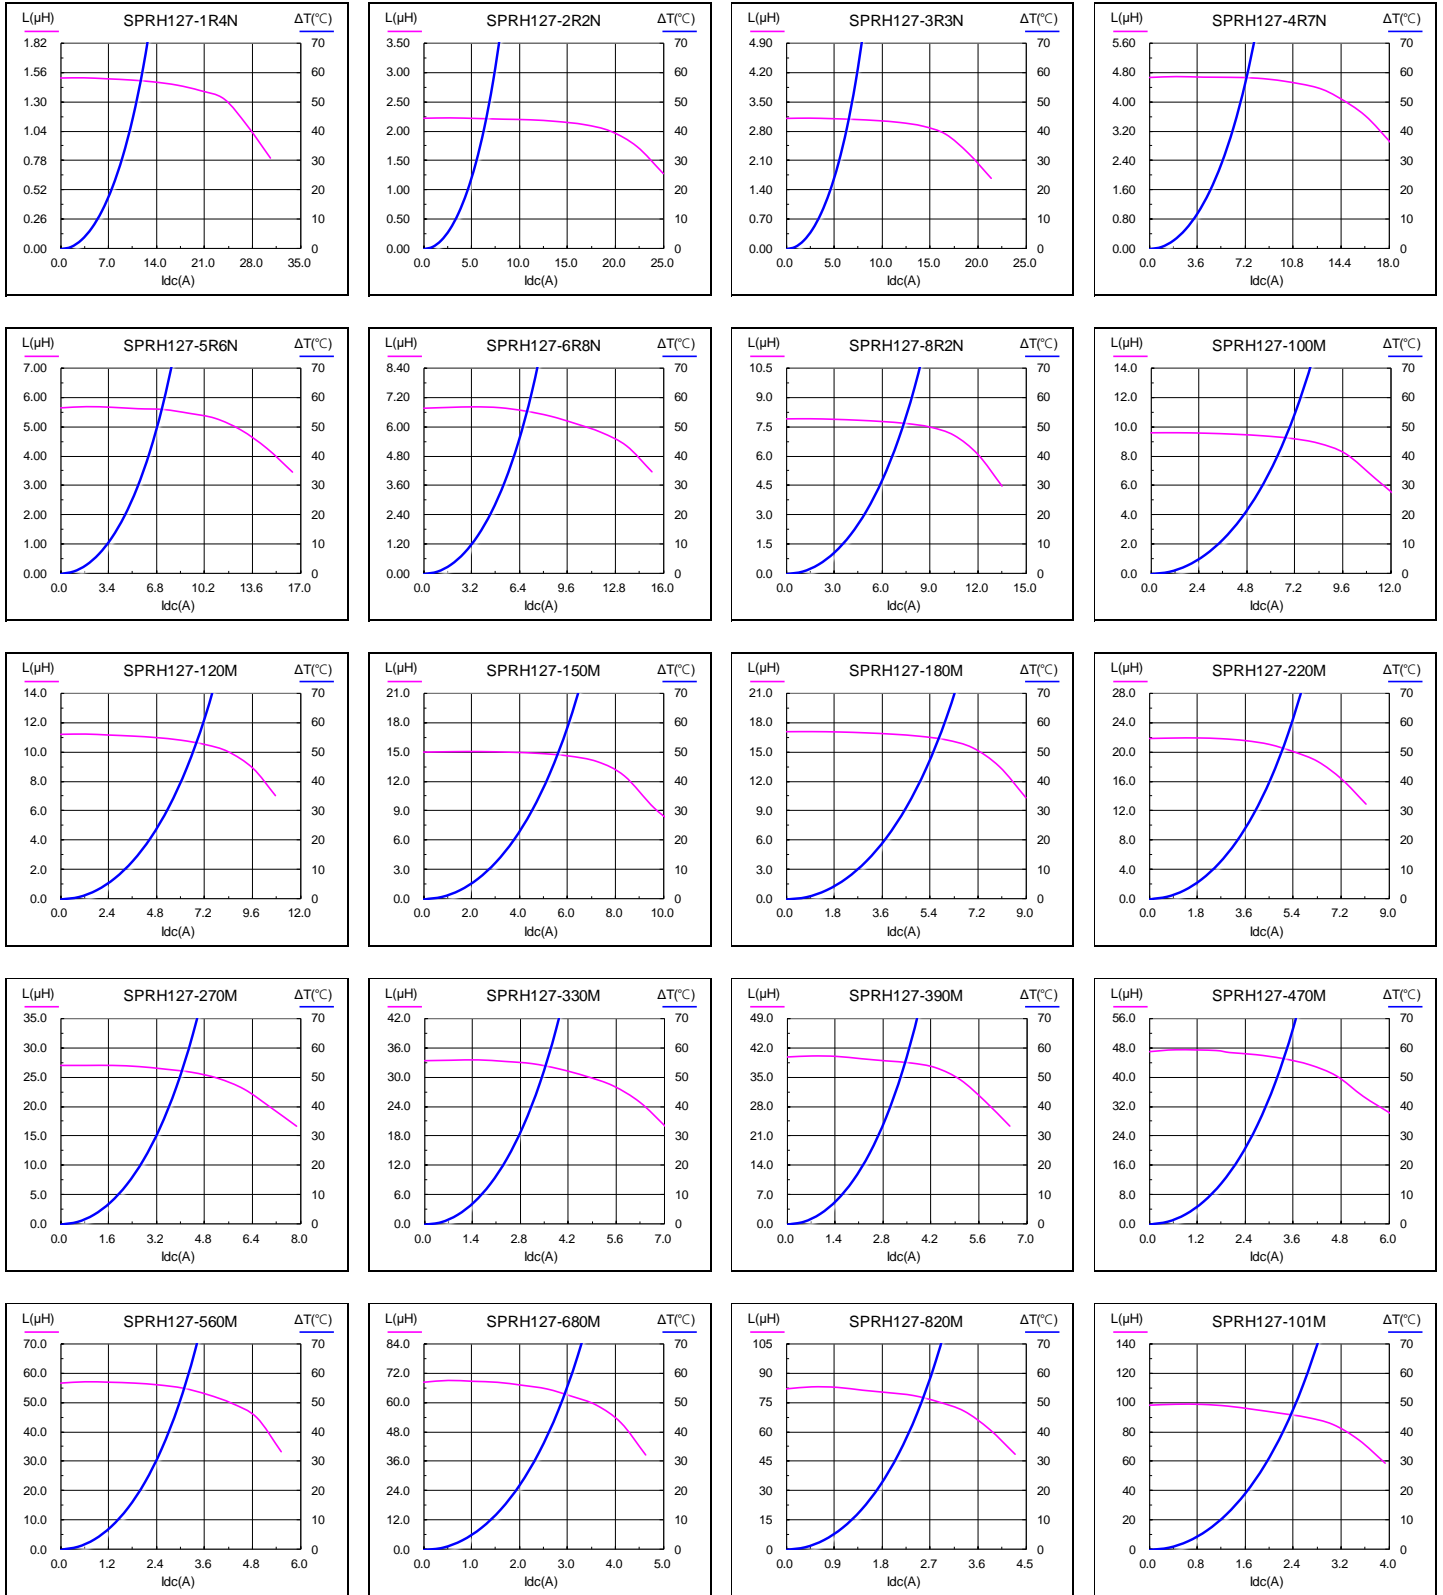 L(μH) SPRH127-1R4N ΔT(℃)
1.82 70
1.56 60
1.30 50
1.04 40
0.78 30
0.52 20
0.26 10
0.00 0
0.0 7.0 14.0 21.0 28.0 35.0
Idc(A)
L(μH) SPRH127-2R2N ΔT(℃)
3.50 70
3.00 60
2.50 50
2.00 40
1.50 30
1.00 20
0.50 10
0.00 0
0.0 5.0 10.0 15.0 20.0 25.0
Idc(A)
L(μH) SPRH127-3R3N ΔT(℃)
4.90 70
4.20 60
3.50 50
2.80 40
2.10 30
1.40 20
0.70 10
0.00 0
0.0 5.0 10.0 15.0 20.0 25.0
Idc(A)
L(μH) SPRH127-4R7N ΔT(℃)
5.60 70
4.80 60
4.00 50
3.20 40
2.40 30
1.60 20
0.80 10
0.00 0
0.0 3.6 7.2 10.8 14.4 18.0
Idc(A)
L(μH) SPRH127-5R6N ΔT(℃)
7.00 70
6.00 60
5.00 50
4.00 40
3.00 30
2.00 20
1.00 10
0.00 0
0.0 3.4 6.8 10.2 13.6 17.0
Idc(A)
L(μH) SPRH127-6R8N ΔT(℃)
8.40 70
7.20 60
6.00 50
4.80 40
3.60 30
2.40 20
1.20 10
0.00 0
0.0 3.2 6.4 9.6 12.8 16.0
Idc(A)
L(μH) SPRH127-8R2N ΔT(℃)
10.5 70
9.0 60
7.5 50
6.0 40
4.5 30
3.0 20
1.5 10
0.0 0
0.0 3.0 6.0 9.0 12.0 15.0
Idc(A)
L(μH) SPRH127-100M ΔT(℃)
14.0 70
12.0 60
10.0 50
8.0 40
6.0 30
4.0 20
2.0 10
0.0 0
0.0 2.4 4.8 7.2 9.6 12.0
Idc(A)
L(μH) SPRH127-120M ΔT(℃)
14.0 70
12.0 60
10.0 50
8.0 40
6.0 30
4.0 20
2.0 10
0.0 0
0.0 2.4 4.8 7.2 9.6 12.0
Idc(A)
L(μH) SPRH127-150M ΔT(℃)
21.0 70
18.0 60
15.0 50
12.0 40
9.0 30
6.0 20
3.0 10
0.0 0
0.0 2.0 4.0 6.0 8.0 10.0
Idc(A)
L(μH) SPRH127-180M ΔT(℃)
21.0 70
18.0 60
15.0 50
12.0 40
9.0 30
6.0 20
3.0 10
0.0 0
0.0 1.8 3.6 5.4 7.2 9.0
Idc(A)
L(μH) SPRH127-220M ΔT(℃)
28.0 70
24.0 60
20.0 50
16.0 40
12.0 30
8.0 20
4.0 10
0.0 0
0.0 1.8 3.6 5.4 7.2 9.0
Idc(A)
L(μH) SPRH127-270M ΔT(℃)
35.0 70
30.0 60
25.0 50
20.0 40
15.0 30
10.0 20
5.0 10
0.0 0
0.0 1.6 3.2 4.8 6.4 8.0
Idc(A)
L(μH) SPRH127-330M ΔT(℃)
42.0 70
36.0 60
30.0 50
24.0 40
18.0 30
12.0 20
6.0 10
0.0 0
0.0 1.4 2.8 4.2 5.6 7.0
Idc(A)
L(μH) SPRH127-390M ΔT(℃)
49.0 70
42.0 60
35.0 50
28.0 40
21.0 30
14.0 20
7.0 10
0.0 0
0.0 1.4 2.8 4.2 5.6 7.0
Idc(A)
L(μH) SPRH127-470M ΔT(℃)
56.0 70
48.0 60
40.0 50
32.0 40
24.0 30
16.0 20
8.0 10
0.0 0
0.0 1.2 2.4 3.6 4.8 6.0
Idc(A)
L(μH) SPRH127-560M ΔT(℃)
70.0 70
60.0 60
50.0 50
40.0 40
30.0 30
20.0 20
10.0 10
0.0 0
0.0 1.2 2.4 3.6 4.8 6.0
Idc(A)
L(μH) SPRH127-680M ΔT(℃)
84.0 70
72.0 60
60.0 50
48.0 40
36.0 30
24.0 20
12.0 10
0.0 0
0.0 1.0 2.0 3.0 4.0 5.0
Idc(A)
L(μH) SPRH127-820M ΔT(℃)
105 70
90 60
75 50
60 40
45 30
30 20
15 10
0 0
0.0 0.9 1.8 2.7 3.6 4.5
Idc(A)
L(μH) SPRH127-101M ΔT(℃)
140 70
120 60
100 50
80 40
60 30
40 20
20 10
0 0
0.0 0.8 1.6 2.4 3.2 4.0
Idc(A)